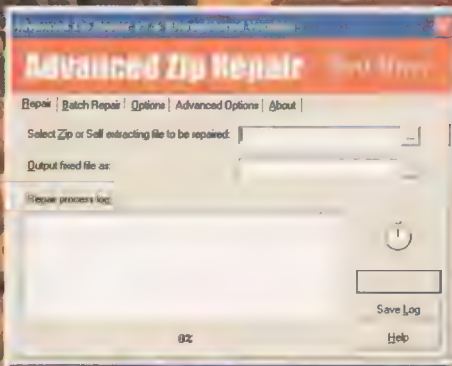 Advanced Zip Repair
Repair | Batch Repair | Options | Advanced Options | About |
Select Zip or Self extracting file to be repaired:
...
Output fixed file as:
Repair process log:
Save Log
0%
Help